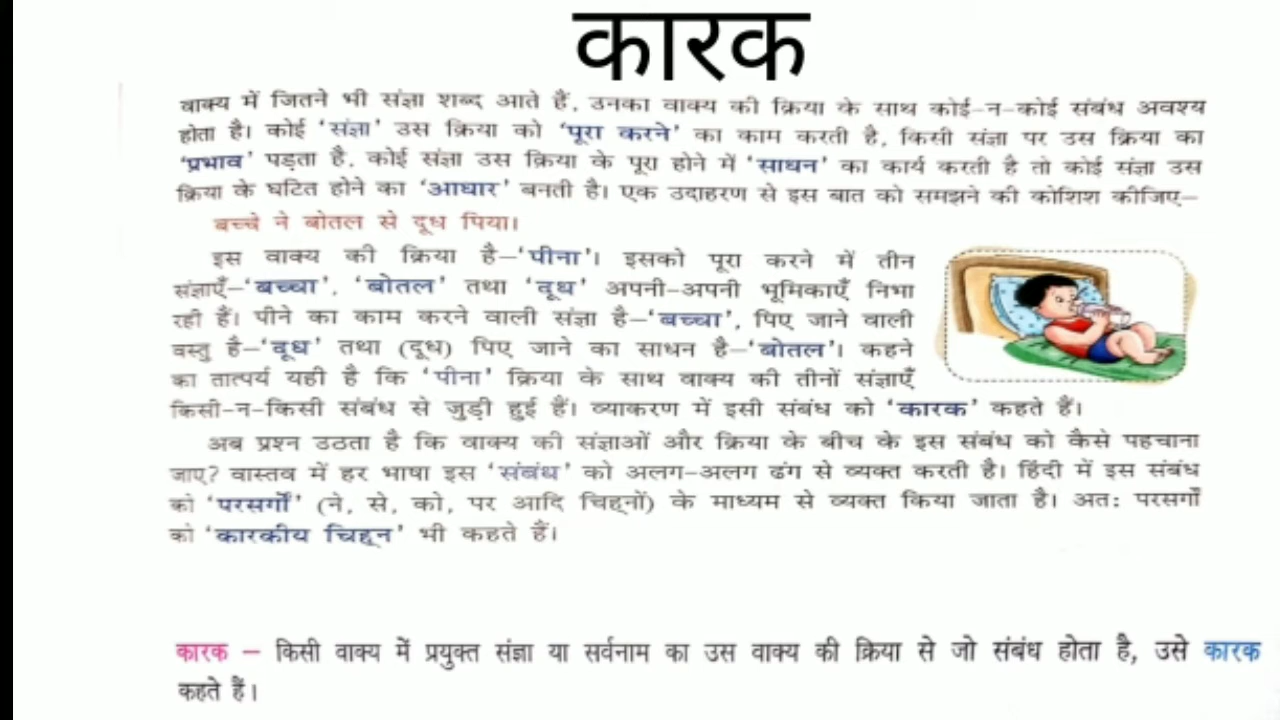 कारक
वाक्य में जितने भी संज्ञा शब्द आते हैं, उनका वाक्य की क्रिया के साथ कोई-न-कोई संबंध अवश्य
होता है। कोई ‘संज्ञा’ उस क्रिया को ‘पूरा करने’ का काम करती है, किसी संज्ञा पर उस क्रिया का
‘प्रभाव’ पड़ता है, कोई संज्ञा उस क्रिया के पूरा होने में ‘साधन’ का कार्य करती है तो कोई संज्ञा उस
क्रिया के घटित होने का ‘आधार’ बनती है। एक उदाहरण से इस बात को समझने की कोशिश कीजिए—
बच्चे ने बोतल से दूध पिया।
इस वाक्य की क्रिया है—‘पीना’। इसको पूरा करने में तीन
संज्ञाएँ—‘बच्चा’, ‘बोतल’ तथा ‘दूध’ अपनी-अपनी भूमिकाएँ निभा
रही हैं। पीने का काम करने वाली संज्ञा है—‘बच्चा’, पिए जाने वाली
वस्तु है—‘दूध’ तथा (दूध) पिए जाने का साधन है—‘बोतल’। कहने
का तात्पर्य यही है कि ‘पीना’ क्रिया के साथ वाक्य की तीनों संज्ञाएँ
किसी-न-किसी संबंध से जुड़ी हुई हैं। व्याकरण में इसी संबंध को ‘कारक’ कहते हैं।
अब प्रश्न उठता है कि वाक्य की संज्ञाओं और क्रिया के बीच के इस संबंध को कैसे पहचाना
जाए? वास्तव में हर भाषा इस ‘संबंध’ को अलग-अलग ढंग से व्यक्त करती है। हिंदी में इस संबंध
को ‘परसर्गों’ (ने, से, को, पर आदि चिह्नों) के माध्यम से व्यक्त किया जाता है। अतः परसर्गों
को ‘कारकीय चिह्न’ भी कहते हैं।
कारक – किसी वाक्य में प्रयुक्त संज्ञा या सर्वनाम का उस वाक्य की क्रिया से जो संबंध होता है, उसे कारक
कहते हैं।